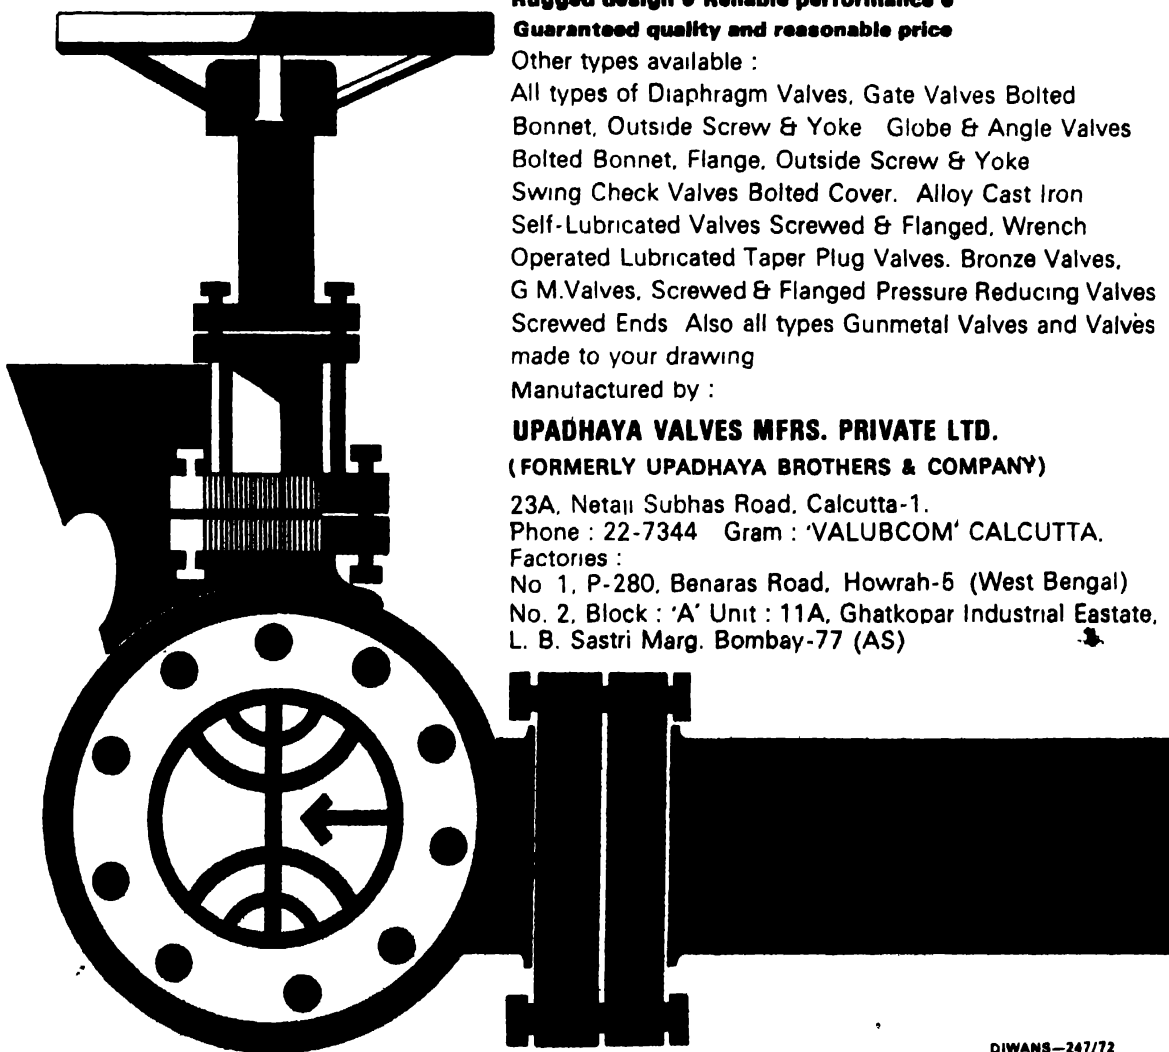 Rugged design • Reliable performance •
Guaranteed quality and reasonable price
Other types available :
All types of Diaphragm Valves, Gate Valves Bolted
Bonnet, Outside Screw & Yoke Globe & Angle Valves
Bolted Bonnet, Flange, Outside Screw & Yoke
Swing Check Valves Bolted Cover. Alloy Cast Iron
Self-Lubricated Valves Screwed & Flanged, Wrench
Operated Lubricated Taper Plug Valves. Bronze Valves,
G M.Valves, Screwed & Flanged Pressure Reducing Valves
Screwed Ends Also all types Gunmetal Valves and Valves
made to your drawing
Manufactured by :
UPADHAYA VALVES MFRS. PRIVATE LTD.
(FORMERLY UPADHAYA BROTHERS & COMPANY)
23A, Netaji Subhas Road, Calcutta-1.
Phone : 22-7344 Gram : 'VALUBCOM' CALCUTTA.
Factories :
No 1, P-280, Benaras Road, Howrah-5 (West Bengal)
No. 2, Block : 'A' Unit : 11A, Ghatkopar Industrial Eastate,
L. B. Sastri Marg. Bombay-77 (AS)
DIWANS—247/72